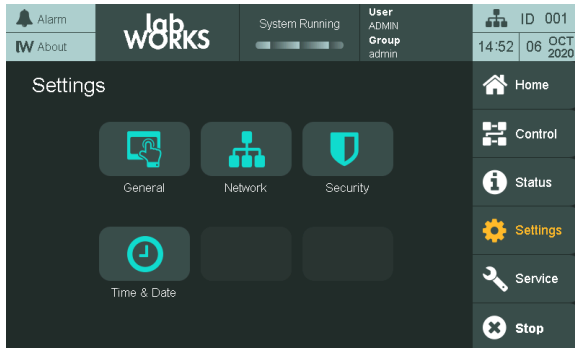 Alarm
IW About
lab
WORKS
System Running
User
ADMIN
Group
admin
ID 001
14:52 06 OCT 2020
Settings
General
Network
Security
Time & Date
Home
Control
Status
Settings
Service
Stop